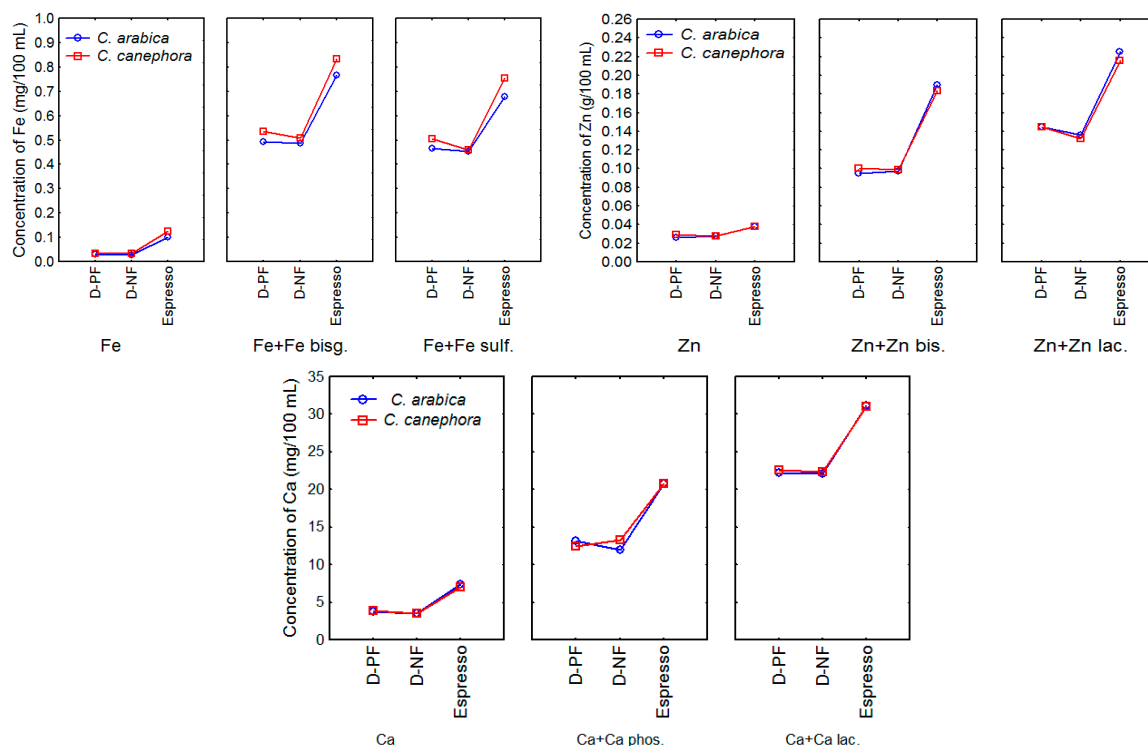 Concentration of Fe (mg/100 mL)
1.0
0.9
0.8
0.7
0.6
0.5
0.4
0.3
0.2
0.1
0.0
C. arabica
C. canephora
D-PF
D-NF
Espresso
D-PF
D-NF
Espresso
D-PF
D-NF
Espresso
Fe
Fe+Fe bisg.
Fe+Fe sulf.
Concentration of Zn (g/100 mL)
0.26
0.24
0.22
0.20
0.18
0.16
0.14
0.12
0.10
0.08
0.06
0.04
0.02
0.00
C. arabica
C. canephora
D-PF
D-NF
Espresso
D-PF
D-NF
Espresso
D-PF
D-NF
Espresso
Zn
Zn+Zn bis.
Zn+Zn lac.
Concentration of Ca (mg/100 mL)
35
30
25
20
15
10
5
0
C. arabica
C. canephora
D-PF
D-NF
Espresso
D-PF
D-NF
Espresso
D-PF
D-NF
Espresso
Ca
Ca+Ca phos.
Ca+Ca lac.